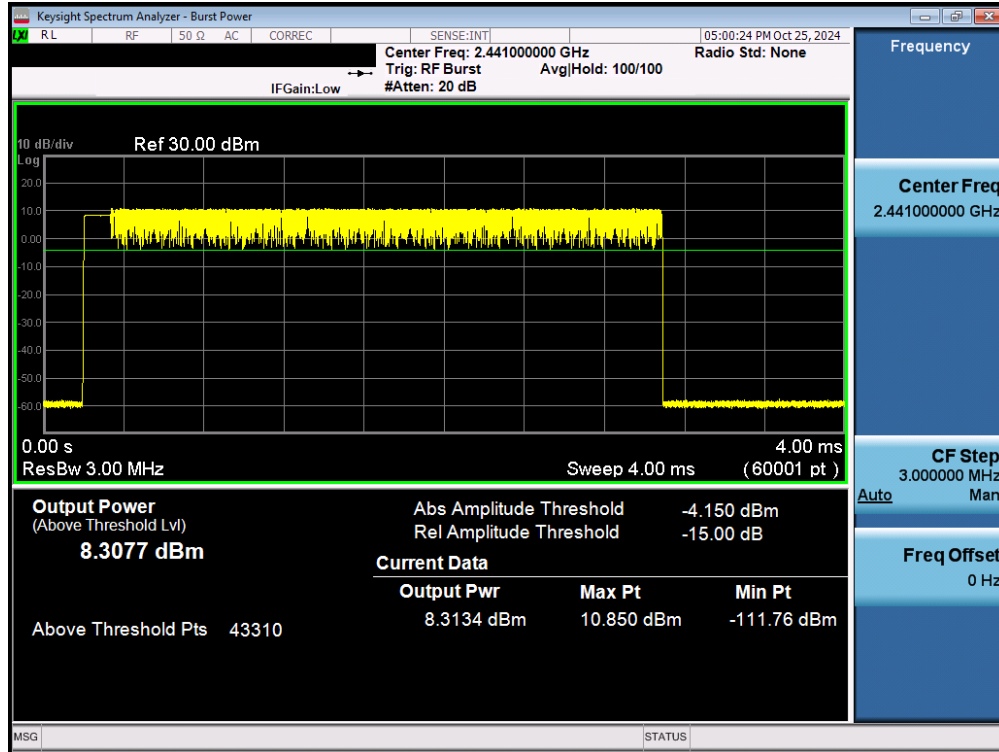 Keysight Spectrum Analyzer - Burst Power
LXI RL RF 50 Ω AC CORREC SENSE:INT 05:00:24 PM Oct 25, 2024
Center Freq: 2.441000000 GHz Radio Std: None
Trig: RF Burst Avg|Hold: 100/100
IFGain:Low #Atten: 20 dB
Frequency
10 dB/div Ref 30.00 dBm
Log
20.0
10.0
0.00
-10.0
-20.0
-30.0
-40.0
-50.0
-60.0
0.00 s 4.00 ms
ResBw 3.00 MHz Sweep 4.00 ms (60001 pt)
Output Power
(Above Threshold Lvl)
8.3077 dBm
Above Threshold Pts 43310
Abs Amplitude Threshold -4.150 dBm
Rel Amplitude Threshold -15.00 dB
Current Data
Output Pwr Max Pt Min Pt
8.3134 dBm 10.850 dBm -111.76 dBm
Center Freq
2.441000000 GHz
CF Step
3.000000 MHz
Auto Man
Freq Offset
0 Hz
MSG STATUS